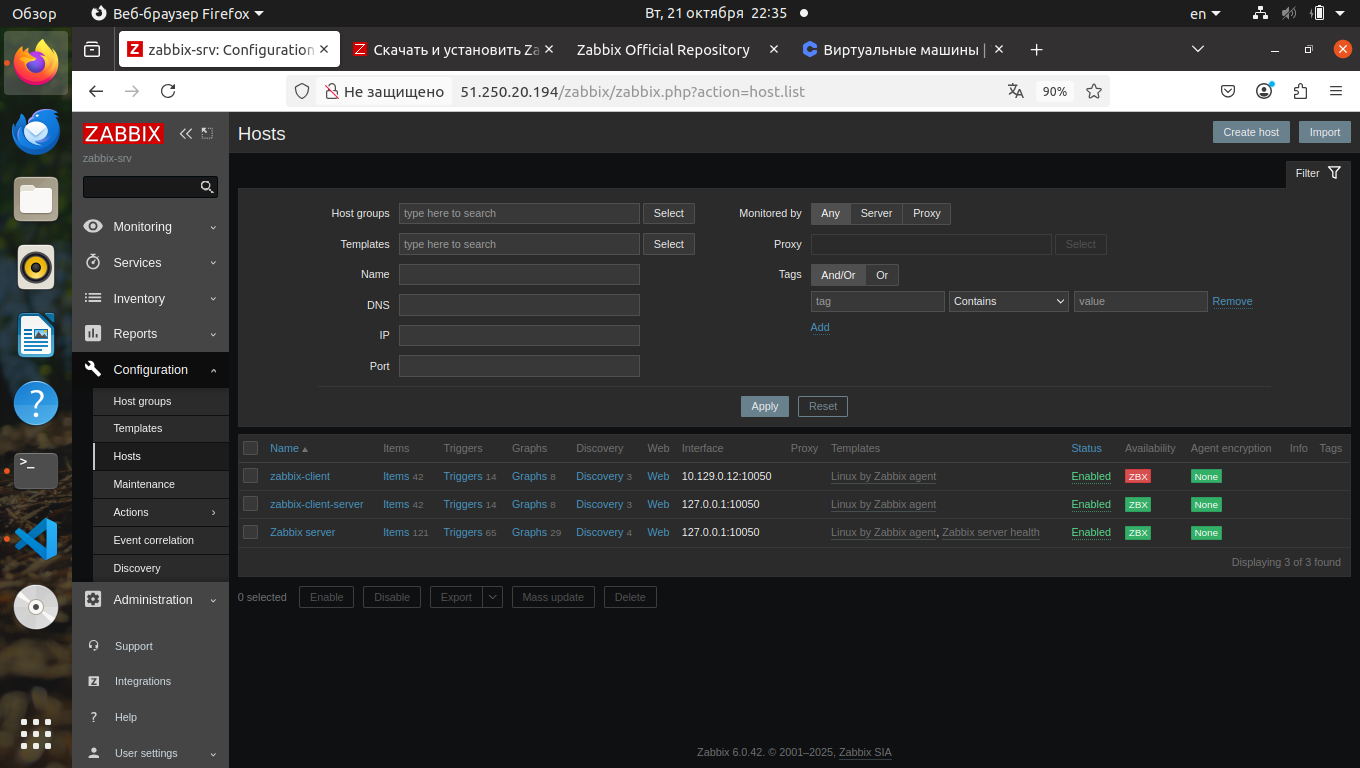 Обзор Веб-браузер Firefox Вт, 21 октября 22:35 en
zabbix-srv: Configuration Скачать и установить Za Zabbix Official Repository Виртуальные машины |
Не защищено 51.250.20.194/zabbix/zabbix.php?action=host.list 90%
ZABBIX
zabbix-srv
Monitoring
Services
Inventory
Reports
Configuration
Host groups
Templates
Hosts
Maintenance
Actions
Event correlation
Discovery
Administration
Support
Integrations
Help
User settings
Hosts Create host Import
Filter
Host groups type here to search Select Monitored by Any Server Proxy
Templates type here to search Select Proxy Select
Name Tags And/Or Or
DNS tag Contains value Remove
Add
IP
Port
Apply Reset
Name Items Triggers Graphs Discovery Web Interface Proxy Templates Status Availability Agent encryption Info Tags
zabbix-client Items 42 Triggers 14 Graphs 8 Discovery 3 Web 10.129.0.12:10050 Linux by Zabbix agent Enabled ZBX None
zabbix-client-server Items 42 Triggers 14 Graphs 8 Discovery 3 Web 127.0.0.1:10050 Linux by Zabbix agent Enabled ZBX None
Zabbix server Items 121 Triggers 65 Graphs 29 Discovery 4 Web 127.0.0.1:10050 Linux by Zabbix agent, Zabbix server health Enabled ZBX None
Displaying 3 of 3 found
0 selected Enable Disable Export Mass update Delete
Zabbix 6.0.42. © 2001–2025, Zabbix SIA